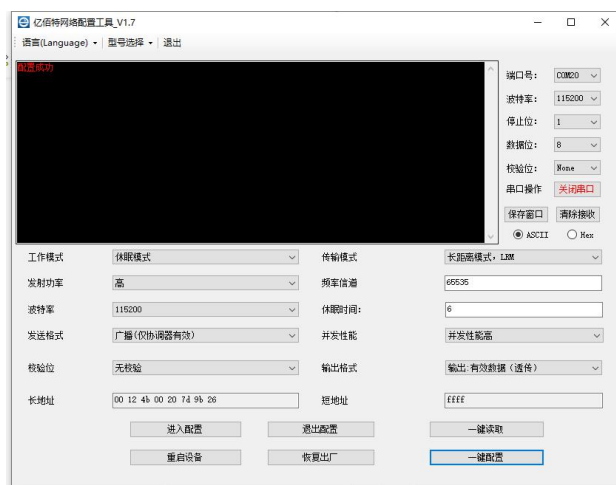 亿佰特网络配置工具_V1.7
语言(Language) 型号选择 退出
配置成功
端口号: COM20
波特率: 115200
停止位: 1
数据位: 8
校验位: None
串口操作 关闭串口
保存窗口 清除接收
ASCII Hex
工作模式 休眠模式 传输模式 长距离模式, LRM
发射功率 高 频率信道 65535
波特率 115200 休眠时间: 6
发送格式 广播(仅协调器有效) 并发性能 并发性能高
校验位 无校验 输出格式 输出:有效数据(透传)
长地址 00 12 4b 00 20 7d 9b 26 短地址 ffff
进入配置 退出配置 一键读取
重启设备 恢复出厂 一键配置